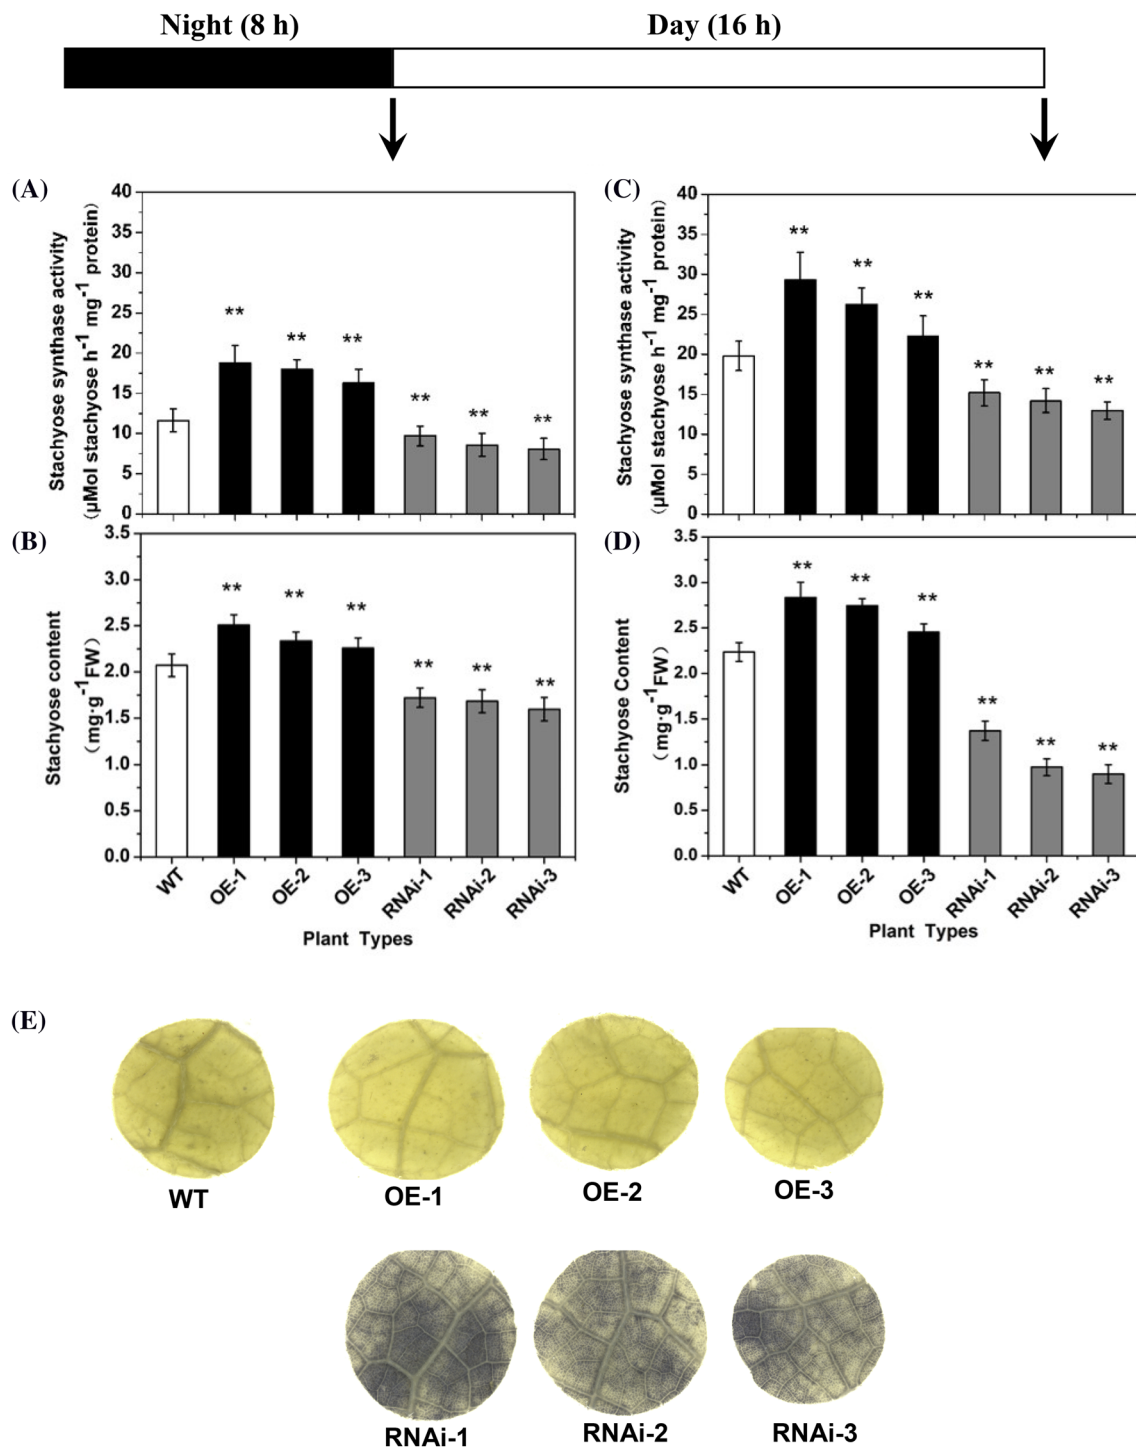 Night (8 h)
Day (16 h)
(A)
Stachyose synthase activity
(μMol stachyose h-1 mg-1 protein)
40
35
30
25
20
15
10
5
0
**
**
**
**
**
**
(C)
Stachyose synthase activity
(μMol stachyose h-1 mg-1 protein)
40
35
30
25
20
15
10
5
0
**
**
**
**
**
**
(B)
Stachyose content
(mg·g-1FW)
3.5
3.0
2.5
2.0
1.5
1.0
0.5
0.0
**
**
**
**
**
**
WT
OE-1
OE-2
OE-3
RNAi-1
RNAi-2
RNAi-3
Plant Types
(D)
Stachyose Content
(mg·g-1FW)
3.5
3.0
2.5
2.0
1.5
1.0
0.5
0.0
**
**
**
**
**
**
WT
OE-1
OE-2
OE-3
RNAi-1
RNAi-2
RNAi-3
Plant Types
(E)
WT
OE-1
OE-2
OE-3
RNAi-1
RNAi-2
RNAi-3